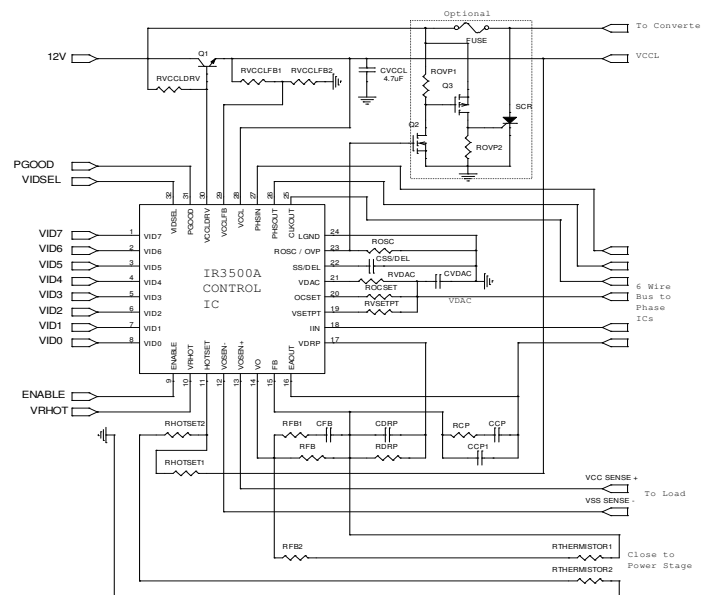 Optional
To Converte
FUSE
12V
Q1
VCCL
RVCCLFB1
RVCCLFB2
CVCCL
4.7uF
ROVP1
Q3
RVCCLDRV
SCR
Q2
ROVP2
PGOOD
VIDSEL
32
31
30
29
28
27
26
25
VIDSEL
PGOOD
VCCLDRV
VCCLFB
VCCL
PHSIN
PHSOUT
CLKOUT
VID7
1
VID7
LGND
24
VID6
2
VID6
ROSC / OVP
23
ROSC
VID5
3
VID5
SS/DEL
22
CSS/DEL
VID4
4
VID4
VDAC
21
RVDAC
CVDAC
VID3
5
VID3
OCSET
20
ROCSET
VDAC
VID2
6
VID2
VSETPT
19
RVSETPT
VID1
7
VID1
IIN
18
VID0
8
VID0
VDRP
17
IR3500A
CONTROL
IC
6 Wire
Bus to
Phase
ICs
ENABLE
VRHOT
HOTSET
VOSEN-
VOSEN+
VO
FB
EAOUT
9
10
11
12
13
14
15
16
ENABLE
VRHOT
RHOTSET2
RFB1
CFB
CDRP
RCP
CCP
RFB
RDRP
CCP1
RHOTSET1
VCC SENSE +
To Load
VSS SENSE -
RFB2
RTHERMISTOR1
Close to
Power Stage
RTHERMISTOR2